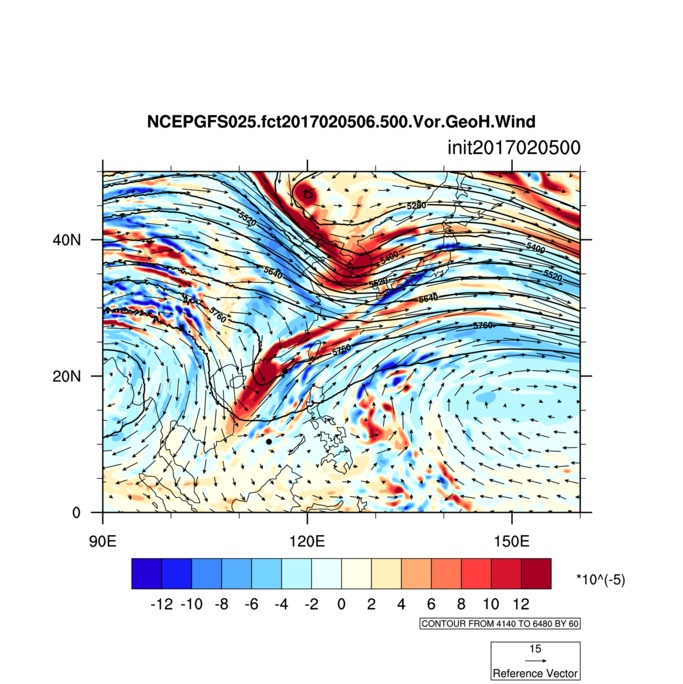 NCEPGFS025.fct2017020506.500.Vor.GeoH.Wind
init2017020500
5280
5520
40N
5400
5400
5640
5520
5520
5640
5760
5760
5760
20N
0
90E 120E 150E
-12 -10 -8 -6 -4 -2 0 2 4 6 8 10 12
*10^(-5)
CONTOUR FROM 4140 TO 6480 BY 60
15
Reference Vector